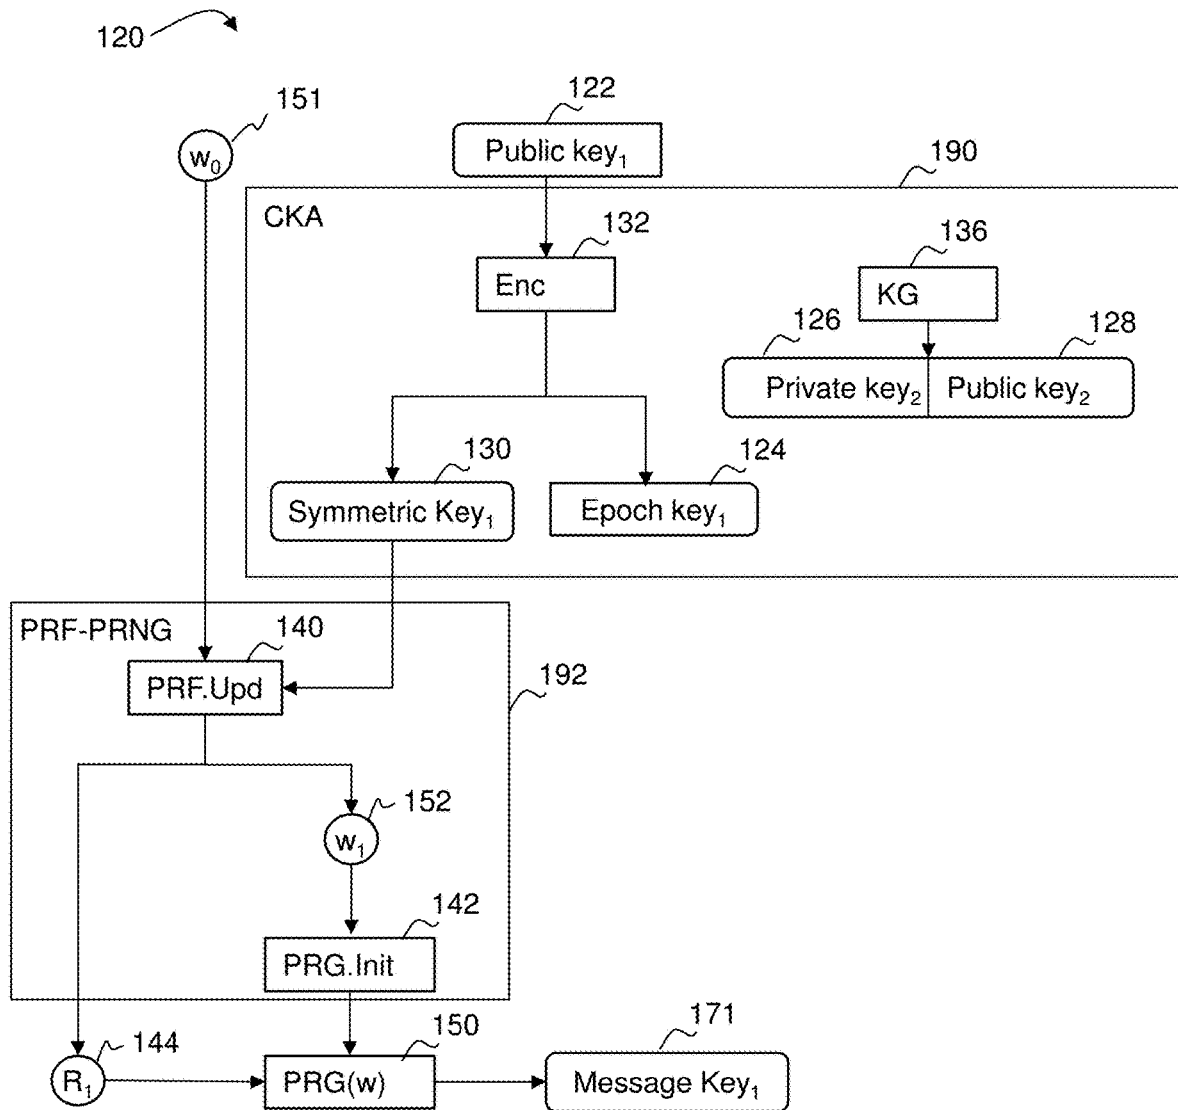 120
151
122
w₀
Public key₁
190
CKA
132
136
Enc
KG
126
128
Private key₂
Public key₂
130
124
Symmetric Key₁
Epoch key₁
PRF-PRNG
140
192
PRF.Upd
152
w₁
142
PRG.Init
144
150
171
R₁
PRG(w)
Message Key₁